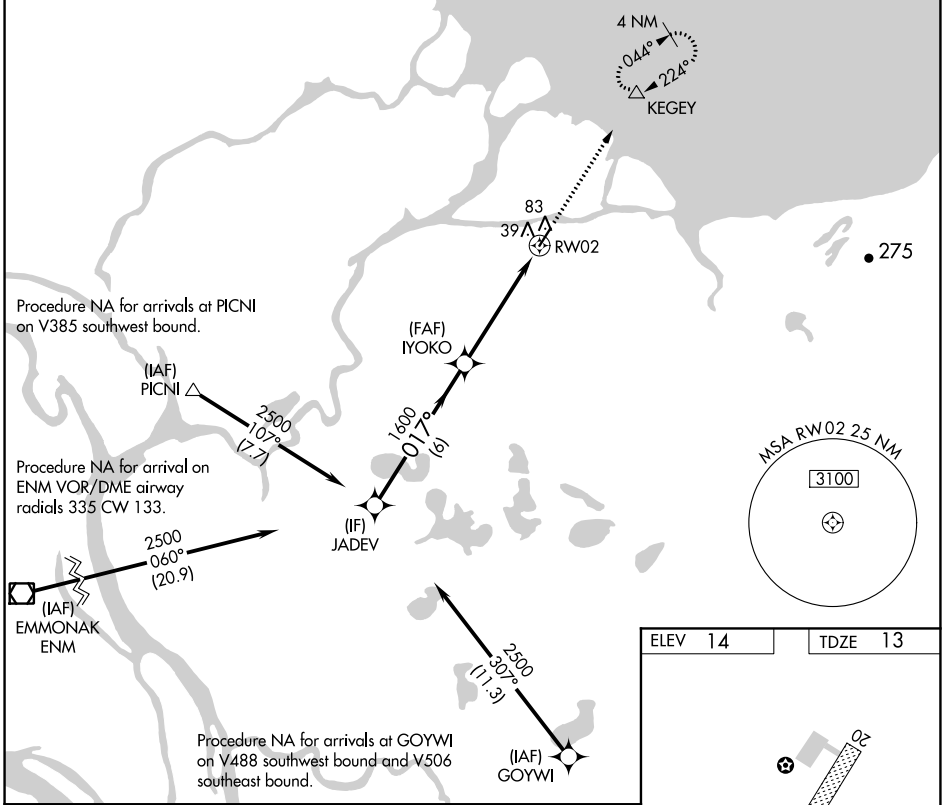 4 NM
044°
224°
KEGEY
83
39
RW02
275
Procedure NA for arrivals at PICNI
on V385 southwest bound.
(FAF)
IYOKO
(IAF)
PICNI
2500
107°
(7.7)
1600
017°
(6)
MSA RW02 25 NM
3100
Procedure NA for arrival on
ENM VOR/DME airway
radials 335 CW 133.
(IF)
JADEV
2500
060°
(20.9)
(IAF)
EMMONAK
ENM
2500
307°
(11.3)
ELEV 14
TDZE 13
Procedure NA for arrivals at GOYWI
on V488 southwest bound and V506
southeast bound.
(IAF)
GOYWI
20